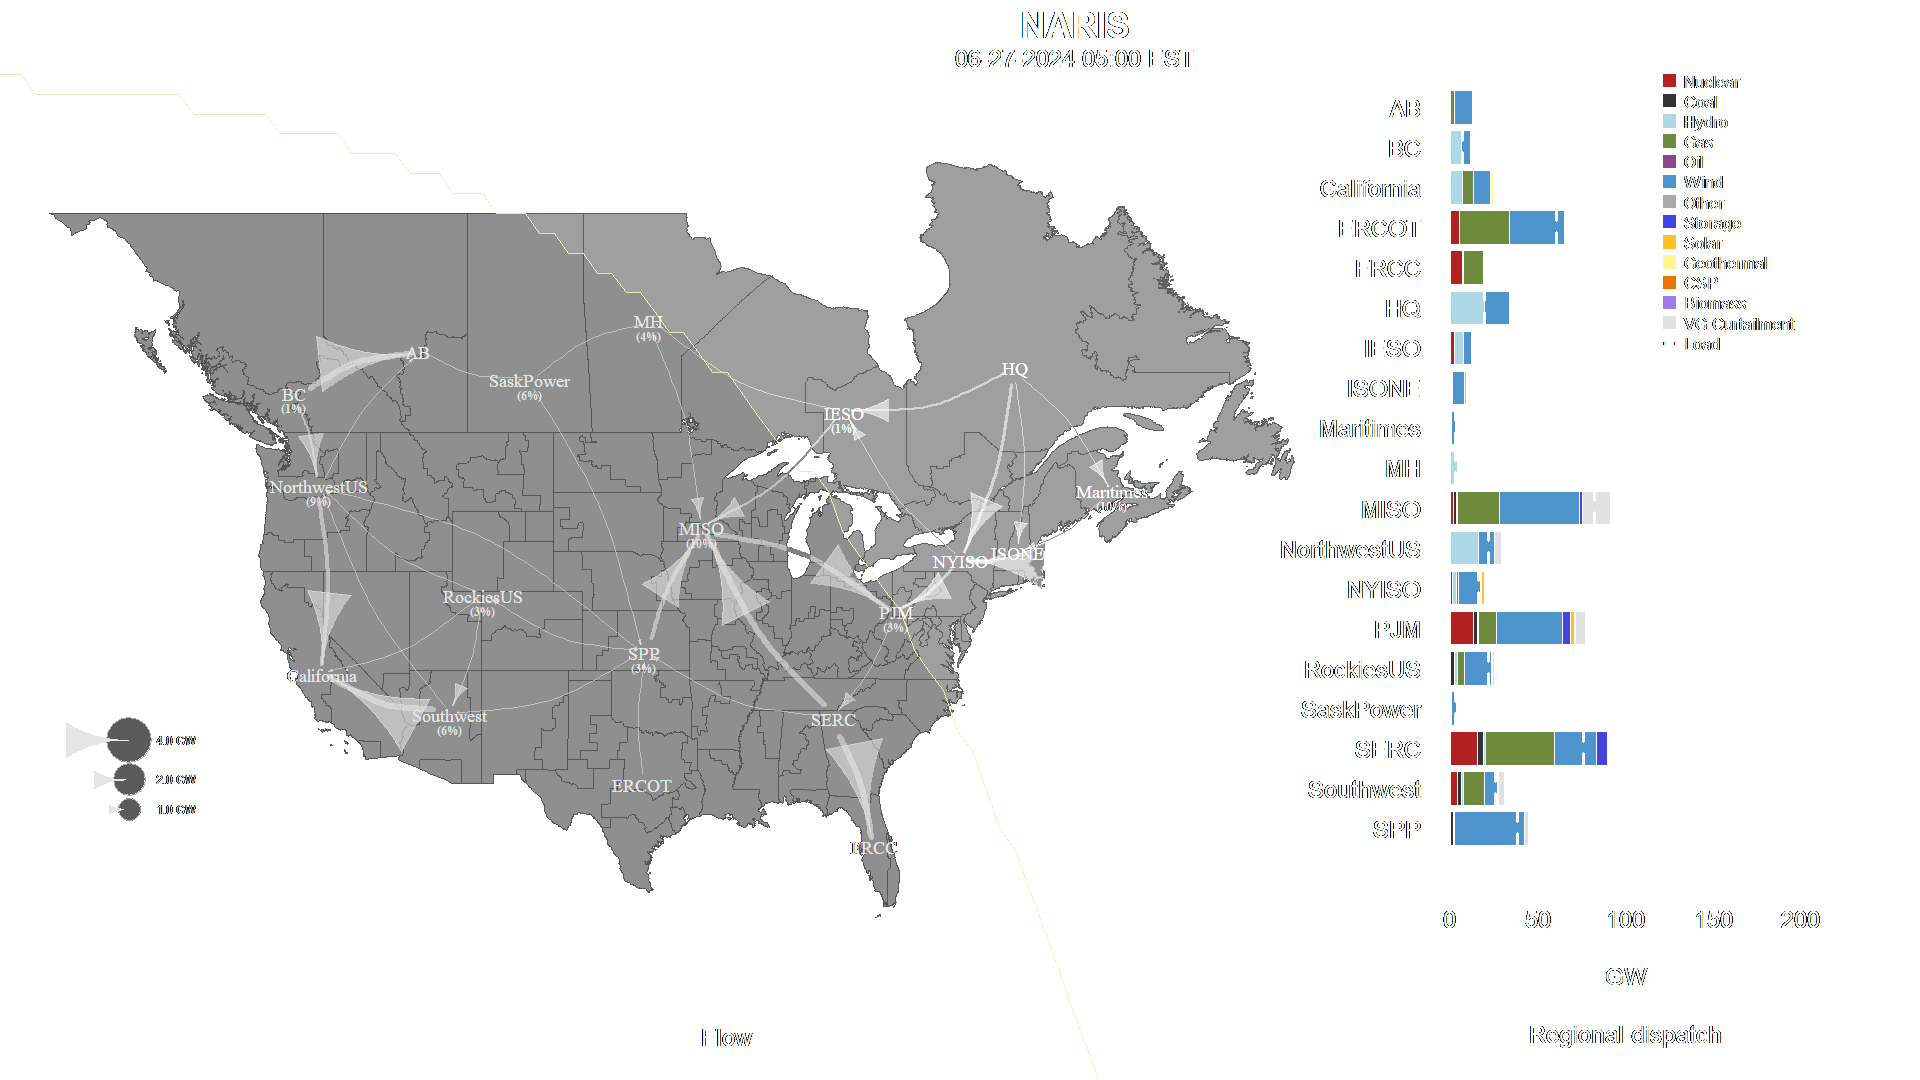 NARIS
06-27-2024 05:00 EST
MH
(4%)
AB
SaskPower
(6%)
BC
(1%)
HQ
IESO
(1%)
NorthwestUS
(9%)
Maritimes
MISO
(10%)
NYISO
ISONE
RockiesUS
(3%)
PJM
(3%)
SPP
(3%)
California
Southwest
(6%)
SERC
ERCOT
FRCC
4.0 GW
2.0 GW
1.0 GW
Flow
AB
BC
California
ERCOT
FRCC
HQ
IESO
ISONE
Maritimes
MH
MISO
NorthwestUS
NYISO
PJM
RockiesUS
SaskPower
SERC
Southwest
SPP
0 50 100 150 200
GW
Regional dispatch
Nuclear
Coal
Hydro
Gas
Oil
Wind
Other
Storage
Solar
Geothermal
CSP
Biomass
VG Curtailment
Load